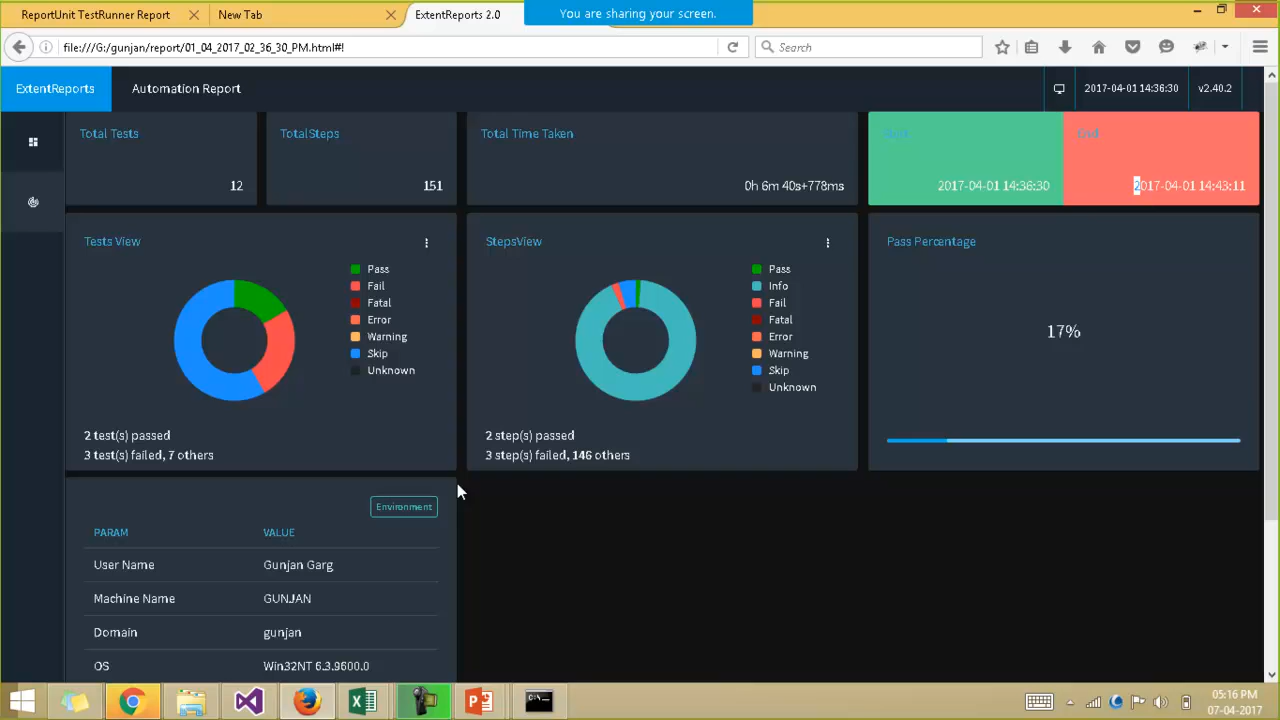 ReportUnit TestRunner Report
New Tab
ExtentReports 2.0
You are sharing your screen.
file:///G:/gunjan/report/01_04_2017_02_36_30_PM.html#!
Search
ExtentReports
Automation Report
2017-04-01 14:36:30
v2.40.2
Total Tests
12
TotalSteps
151
Total Time Taken
0h 6m 40s+778ms
Start
2017-04-01 14:36:30
End
2017-04-01 14:43:11
Tests View
Pass
Fail
Fatal
Error
Warning
Skip
Unknown
2 test(s) passed
3 test(s) failed, 7 others
StepsView
Pass
Info
Fail
Fatal
Error
Warning
Skip
Unknown
2 step(s) passed
3 step(s) failed, 146 others
Pass Percentage
17%
Environment
PARAM VALUE
User Name Gunjan Garg
Machine Name GUNJAN
Domain gunjan
OS Win32NT 6.3.9600.0
05:16 PM
07-04-2017